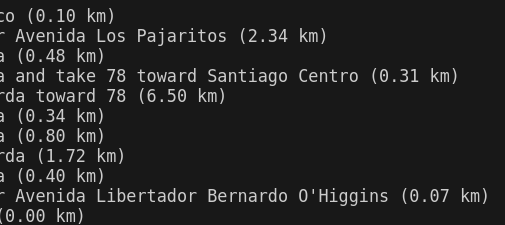 co (0.10 km)
r Avenida Los Pajaritos (2.34 km)
a (0.48 km)
a and take 78 toward Santiago Centro (0.31 km)
rda toward 78 (6.50 km)
a (0.34 km)
a (0.80 km)
rda (1.72 km)
a (0.40 km)
r Avenida Libertador Bernardo O'Higgins (0.07 km)
(0.00 km)